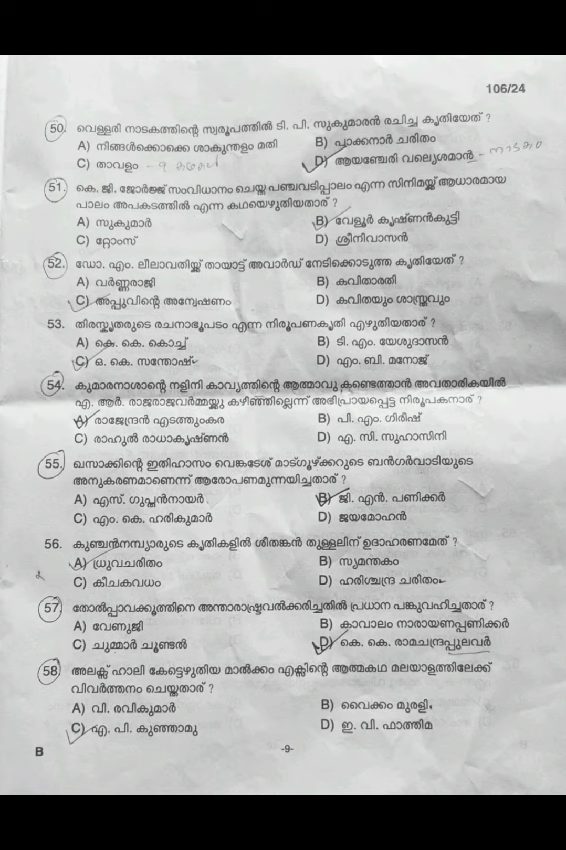 106/24
50. വെള്ളരി നാടകത്തിന്റെ സ്വരൂപത്തിൽ ടി. പി. സുകുമാരൻ രചിച്ച കൃതിയേത് ?
A) നിങ്ങൾക്കൊക്കെ ശാകുന്തളം മതി B) പ്ലാക്കനാർ ചരിതം
C) താവളം D) ആയഞ്ചേരി വല്യെശമാൻ - നാടകം
51. കെ. ജി. ജോർജ്ജ് സംവിധാനം ചെയ്ത പഞ്ചവടിപ്പാലം എന്ന സിനിമയ്ക്ക് ആധാരമായ
പാലം അപകടത്തിൽ എന്ന കഥയെഴുതിയതാര് ?
A) സുകുമാർ B) വേളൂർ കൃഷ്ണൻകുട്ടി
C) റ്റോംസ് D) ശ്രീനിവാസൻ
52. ഡോ. എം. ലീലാവതിയ്ക്ക് തായാട്ട് അവാർഡ് നേടിക്കൊടുത്ത കൃതിയേത് ?
A) വർണ്ണരാജി B) കവിതാരതി
C) അപ്പുവിന്റെ അന്വേഷണം D) കവിതയും ശാസ്ത്രവും
53. തിരസ്കൃതരുടെ രചനാഭൂപടം എന്ന നിരൂപണകൃതി എഴുതിയതാര് ?
A) കെ. കെ. കൊച്ച് B) ടി. എം. യേശുദാസൻ
C) ഒ. കെ. സന്തോഷ് D) എം. ബി. മനോജ്
54. കുമാരനാശാന്റെ നളിനി കാവ്യത്തിന്റെ ആത്മാവു കണ്ടെത്താൻ അവതാരികയിൽ
എ. ആർ. രാജരാജവർമ്മയ്ക്കു കഴിഞ്ഞില്ലെന്ന് അഭിപ്രായപ്പെട്ട നിരൂപകനാര് ?
A) രാജേന്ദ്രൻ എടത്തുംകര B) പി. എം. ഗിരീഷ്
C) രാഹുൽ രാധാകൃഷ്ണൻ D) എ. സി. സുഹാസിനി
55. ഖസാക്കിന്റെ ഇതിഹാസം വെങ്കടേശ് മാട്ഗൂഴ്ക്കറുടെ ബൻഗർവാടിയുടെ
അനുകരണമാണെന്ന് ആരോപണമുന്നയിച്ചതാര് ?
A) എസ്. ഗുപ്തൻനായർ B) ജി. എൻ. പണിക്കർ
C) എം. കെ. ഹരികുമാർ D) ജയമോഹൻ
56. കുഞ്ചൻനമ്പ്യാരുടെ കൃതികളിൽ ശീതങ്കൻ തുള്ളലിന് ഉദാഹരണമേത് ?
A) ധ്രുവചരിതം B) സ്യമന്തകം
C) കീചകവധം D) ഹരിശ്ചന്ദ്ര ചരിതം
57. തോൽപ്പാവക്കൂത്തിനെ അന്താരാഷ്ട്രവൽക്കരിച്ചതിൽ പ്രധാന പങ്കുവഹിച്ചതാര് ?
A) വേണുജി B) കാവാലം നാരായണപ്പണിക്കർ
C) ചുമ്മാർ ചൂണ്ടൽ D) കെ. കെ. രാമചന്ദ്രപ്പുലവർ
58. അലക്സ് ഹാലി കേട്ടെഴുതിയ മാൽക്കം എക്സിന്റെ ആത്മകഥ മലയാളത്തിലേക്ക്
വിവർത്തനം ചെയ്തതാര് ?
A) വി. രവികുമാർ B) വൈക്കം മുരളി
C) എ. പി. കുഞ്ഞാമു D) ഇ. വി. ഫാത്തിമ
B -9-